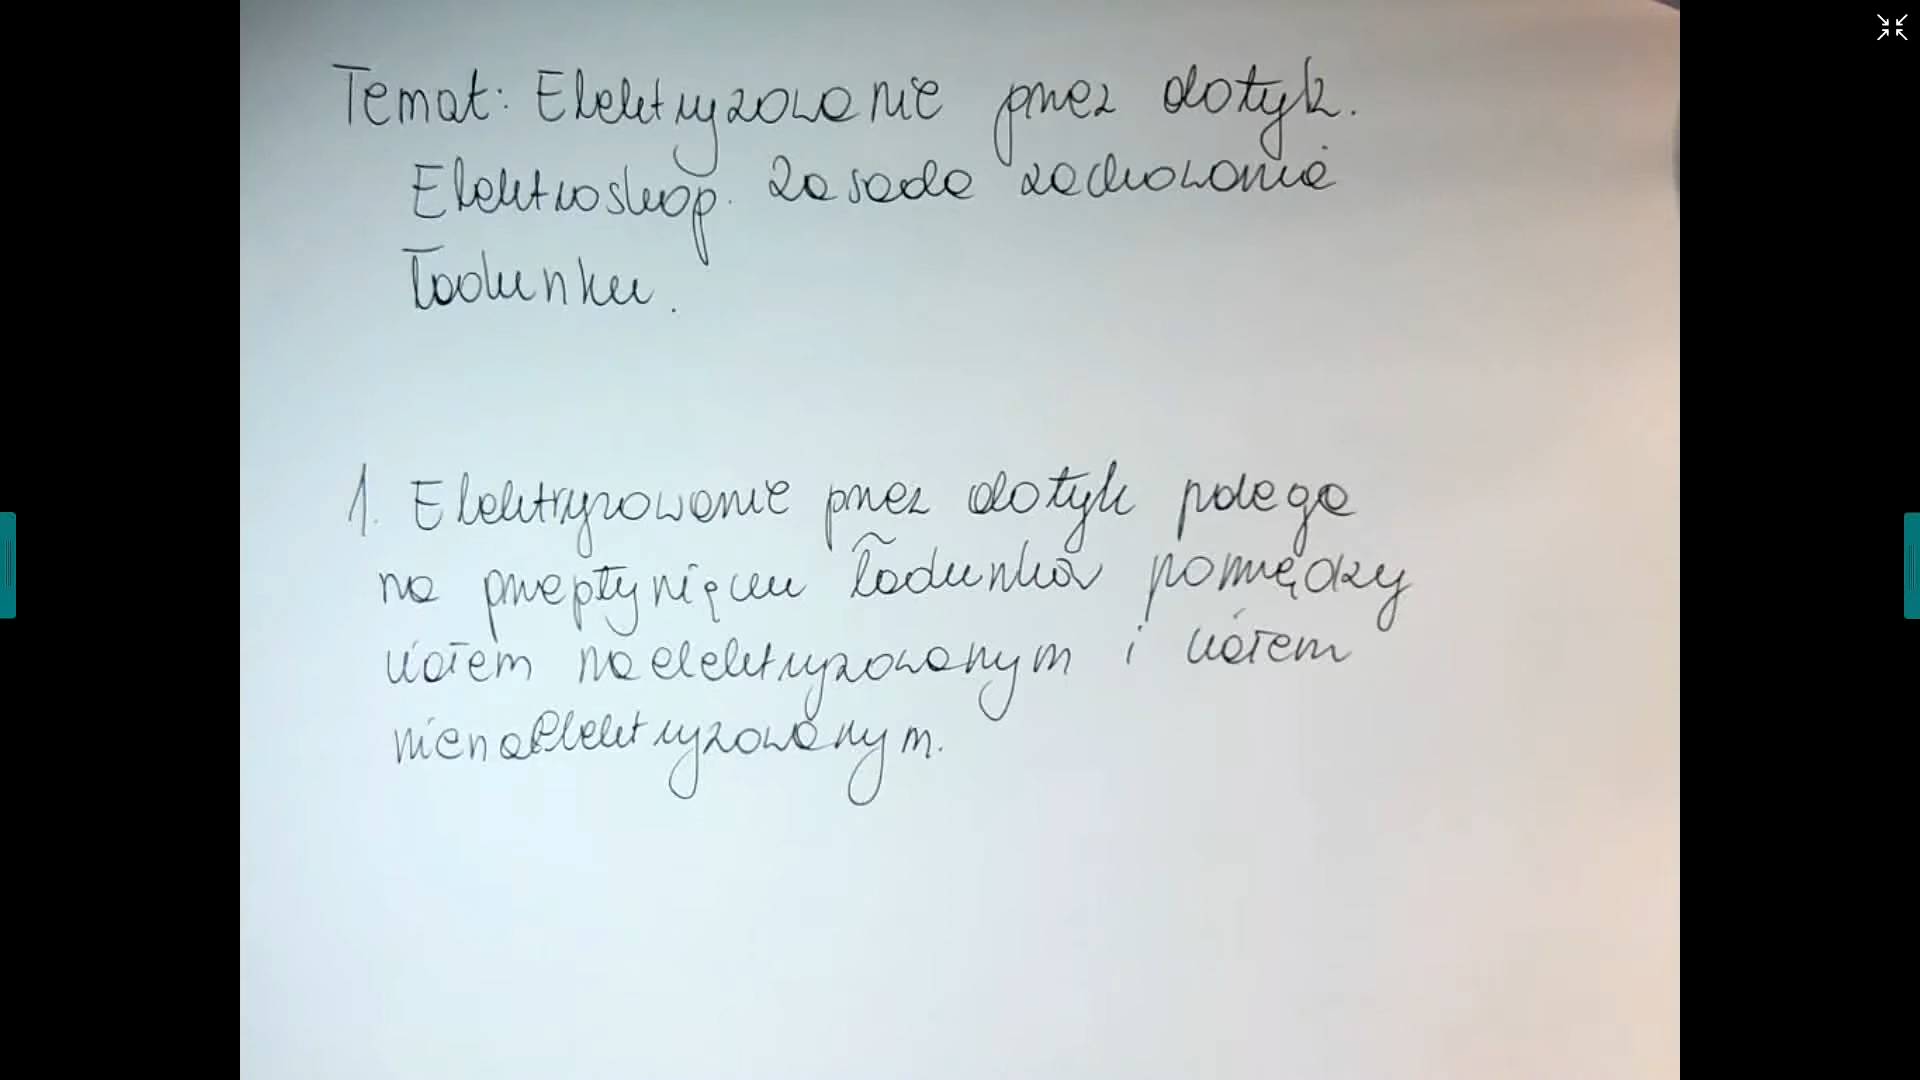 Temat: Elektryzowanie przez dotyk.
Elektroskop. Zasada zachowania
ładunku.
1. Elektryzowanie przez dotyk polega
na przepłynięciu ładunków pomiędzy
ciałem naelektryzowanym i ciałem
nienaelektryzowanym.